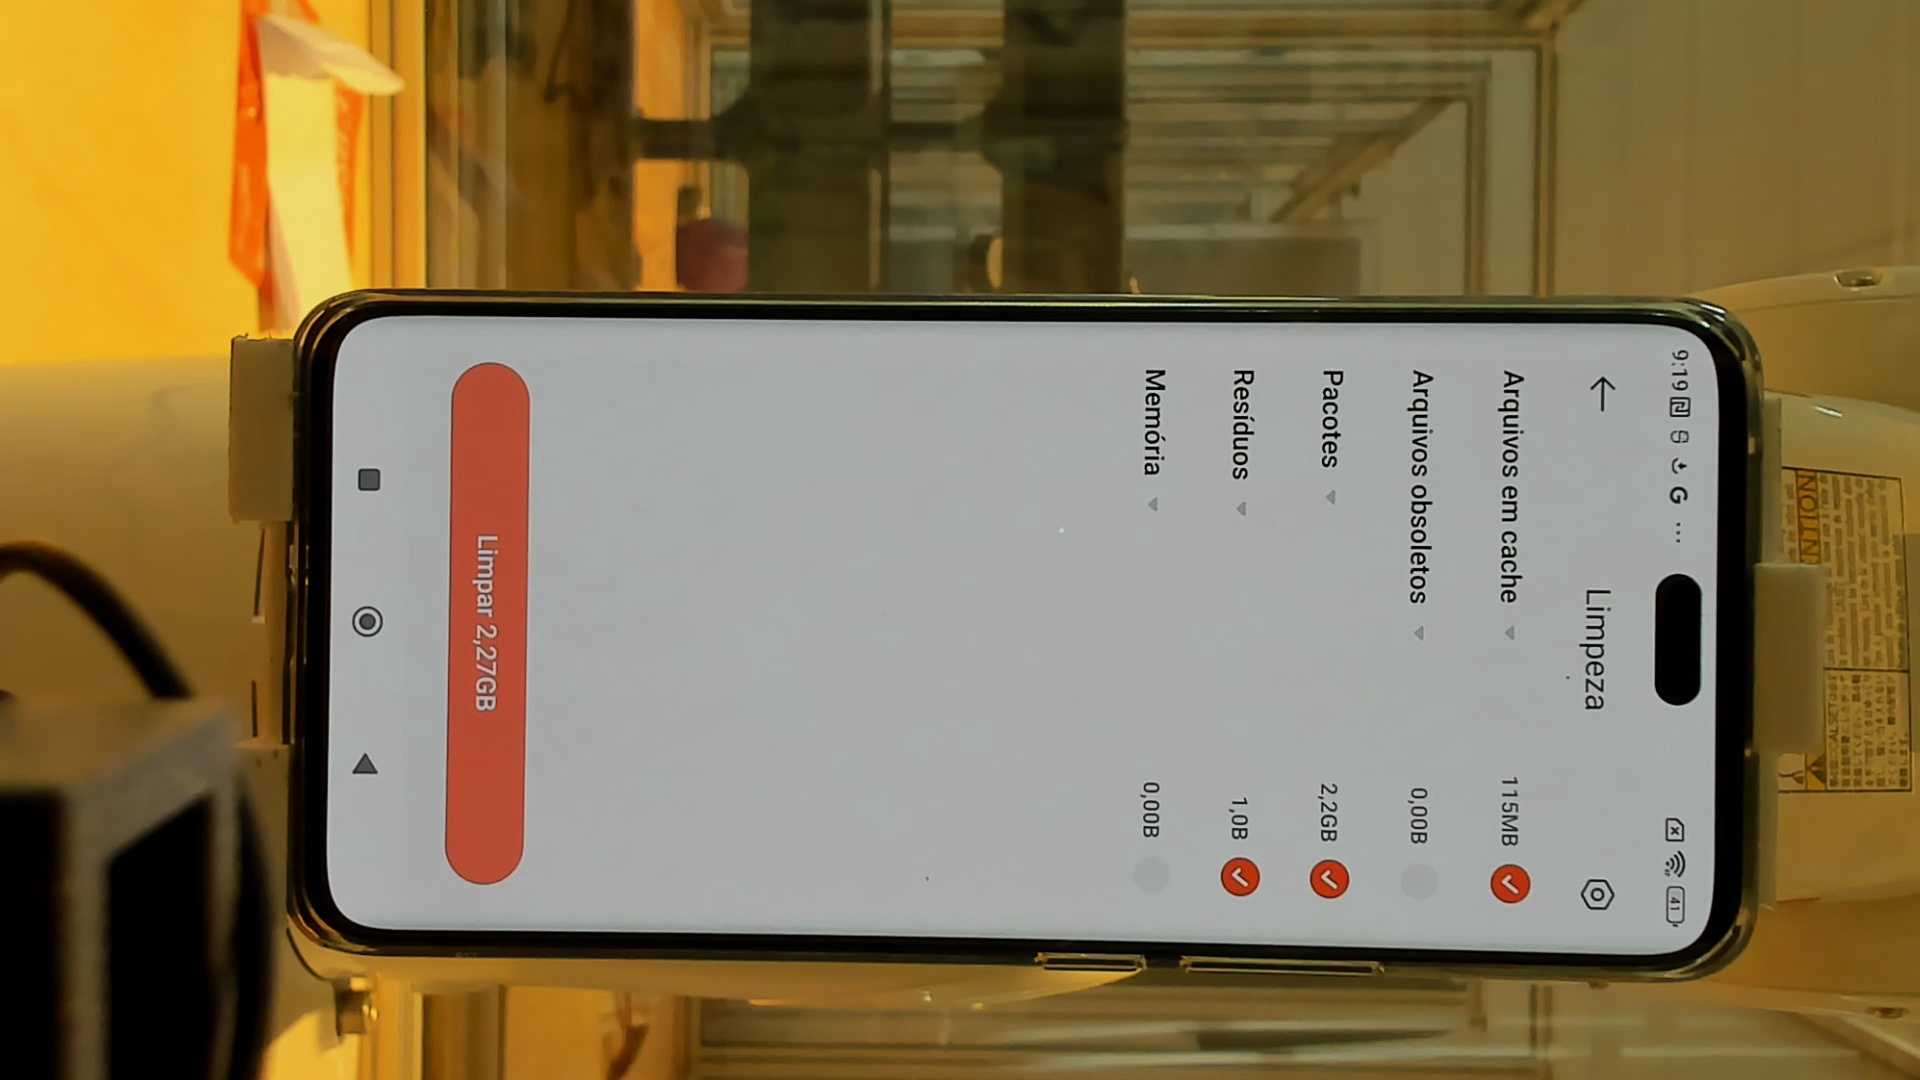 9:19 G ...
41
Limpeza
Arquivos em cache 115MB
Arquivos obsoletos 0,00B
Pacotes 2,2GB
Resíduos 1,0B
Memória 0,00B
Limpar 2,27GB